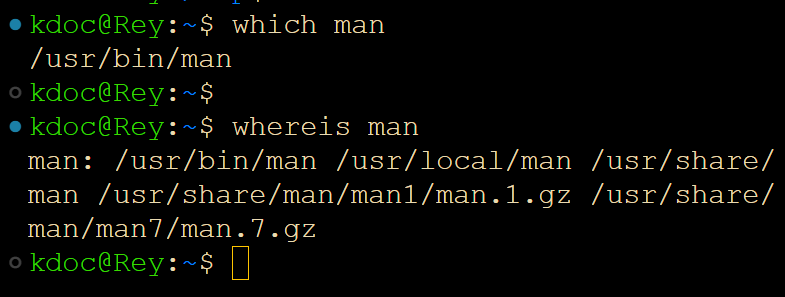 kdoc@Rey:~$ which man
/usr/bin/man
kdoc@Rey:~$
kdoc@Rey:~$ whereis man
man: /usr/bin/man /usr/local/man /usr/share/
man /usr/share/man/man1/man.1.gz /usr/share/
man/man7/man.7.gz
kdoc@Rey:~$